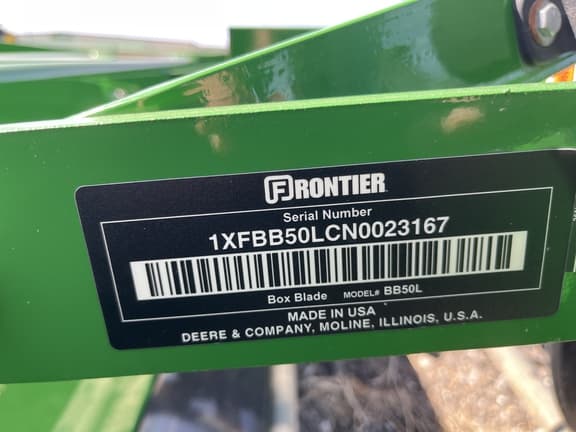 FRONTIER
Serial Number
1XFBB50LCN0023167
Box Blade MODEL# BB50L
MADE IN USA
DEERE & COMPANY, MOLINE, ILLINOIS, U.S.A.